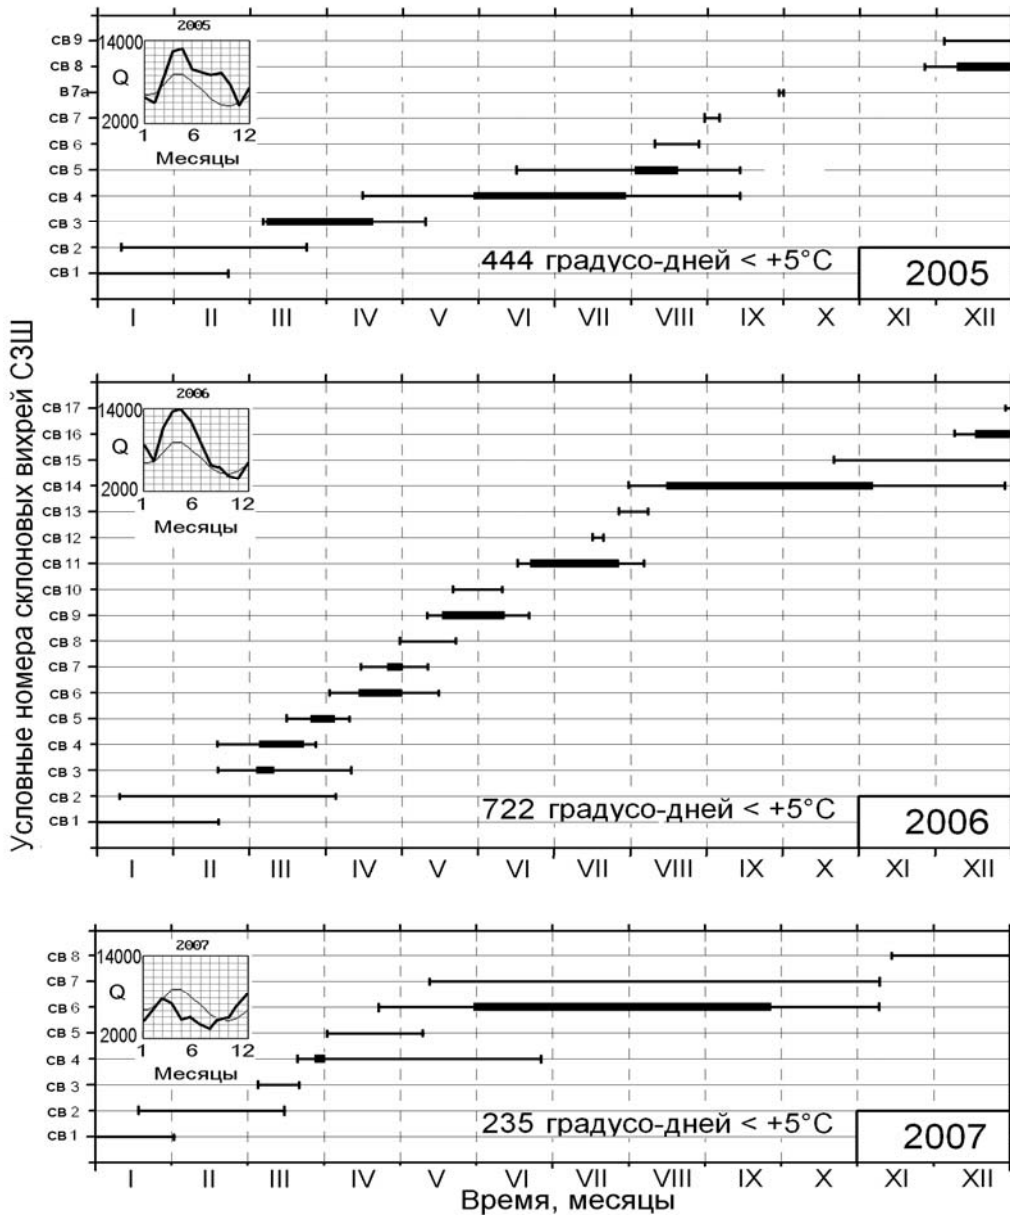 Условные номера склоновых вихрей СЗШ
2005
14000
Q
2000
1 6 12
Месяцы
СВ 9
СВ 8
В 7а
СВ 7
СВ 6
СВ 5
СВ 4
СВ 3
СВ 2
СВ 1
444 градусо-дней < +5°C
2005
I II III IV V VI VII VIII IX X XI XII
2006
14000
Q
2000
1 6 12
Месяцы
СВ 17
СВ 16
СВ 15
СВ 14
СВ 13
СВ 12
СВ 11
СВ 10
СВ 9
СВ 8
СВ 7
СВ 6
СВ 5
СВ 4
СВ 3
СВ 2
СВ 1
722 градусо-дней < +5°C
2006
I II III IV V VI VII VIII IX X XI XII
2007
14000
Q
2000
1 6 12
Месяцы
СВ 8
СВ 7
СВ 6
СВ 5
СВ 4
СВ 3
СВ 2
СВ 1
235 градусо-дней < +5°C
2007
I II III IV V VI VII VIII IX X XI XII
Время, месяцы